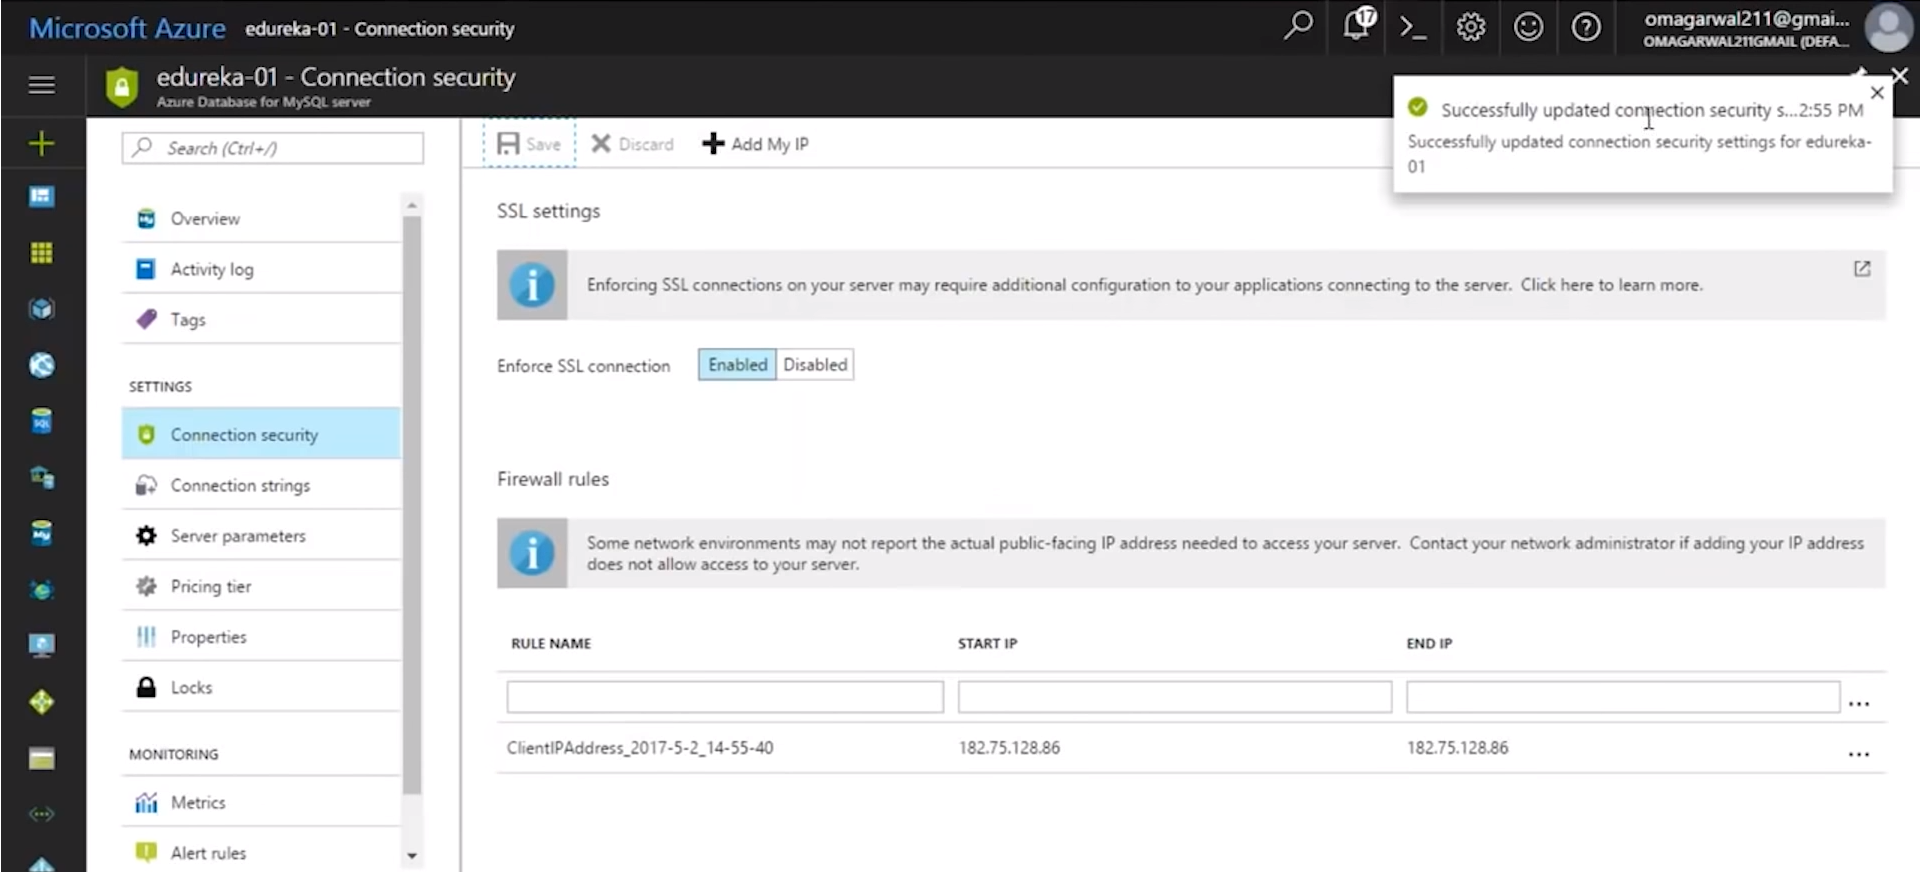 Microsoft Azure edureka-01 - Connection security
17
omagarwal211@gmai...
OMAGARWAL211GMAIL (DEFA...
edureka-01 - Connection security
Azure Database for MySQL server
Successfully updated connection security s...2:55 PM
Successfully updated connection security settings for edureka-
01
Search (Ctrl+/)
Save Discard Add My IP
Overview
Activity log
Tags
SETTINGS
Connection security
Connection strings
Server parameters
Pricing tier
Properties
Locks
MONITORING
Metrics
Alert rules
SQL
My
SSL settings
Enforcing SSL connections on your server may require additional configuration to your applications connecting to the server. Click here to learn more.
Enforce SSL connection Enabled Disabled
Firewall rules
Some network environments may not report the actual public-facing IP address needed to access your server. Contact your network administrator if adding your IP address
does not allow access to your server.
RULE NAME START IP END IP
...
ClientIPAddress_2017-5-2_14-55-40 182.75.128.86 182.75.128.86 ...